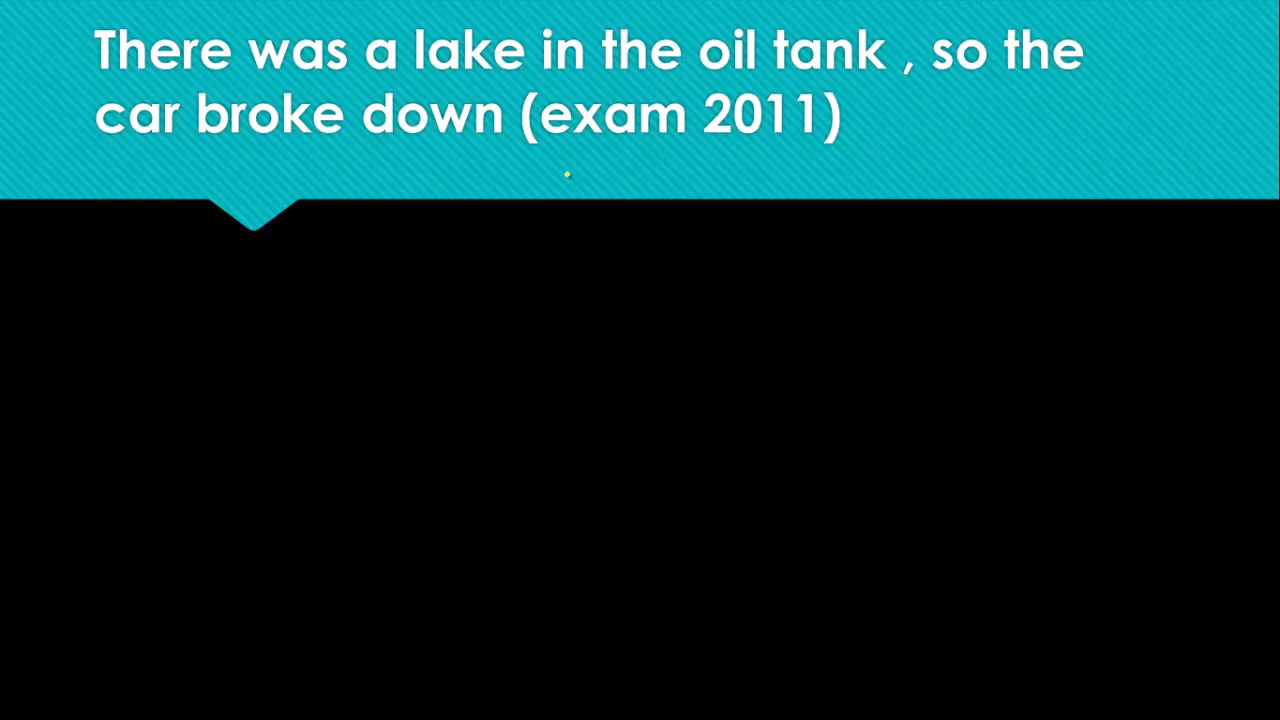 There was a lake in the oil tank , so the
car broke down (exam 2011)